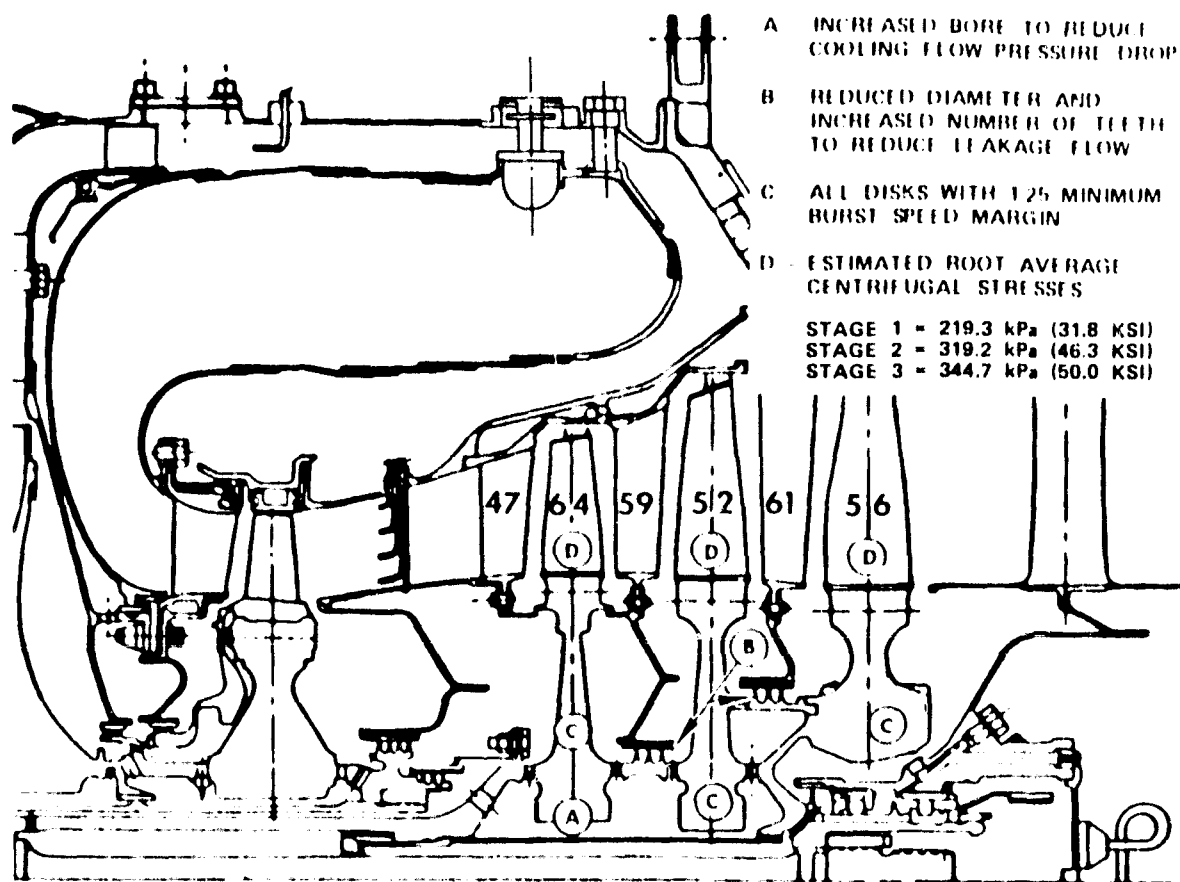 A INCREASED BORE TO REDUCE
COOLING FLOW PRESSURE DROP
B REDUCED DIAMETER AND
INCREASED NUMBER OF TEETH
TO REDUCE LEAKAGE FLOW
C ALL DISKS WITH 1.25 MINIMUM
BURST SPEED MARGIN
D - ESTIMATED ROOT AVERAGE
CENTRIFUGAL STRESSES
STAGE 1 = 219.3 kPa (31.8 KSI)
STAGE 2 = 319.2 kPa (46.3 KSI)
STAGE 3 = 344.7 kPa (50.0 KSI)
47 64 59 52 61 56
D D D
B
C C
C
A